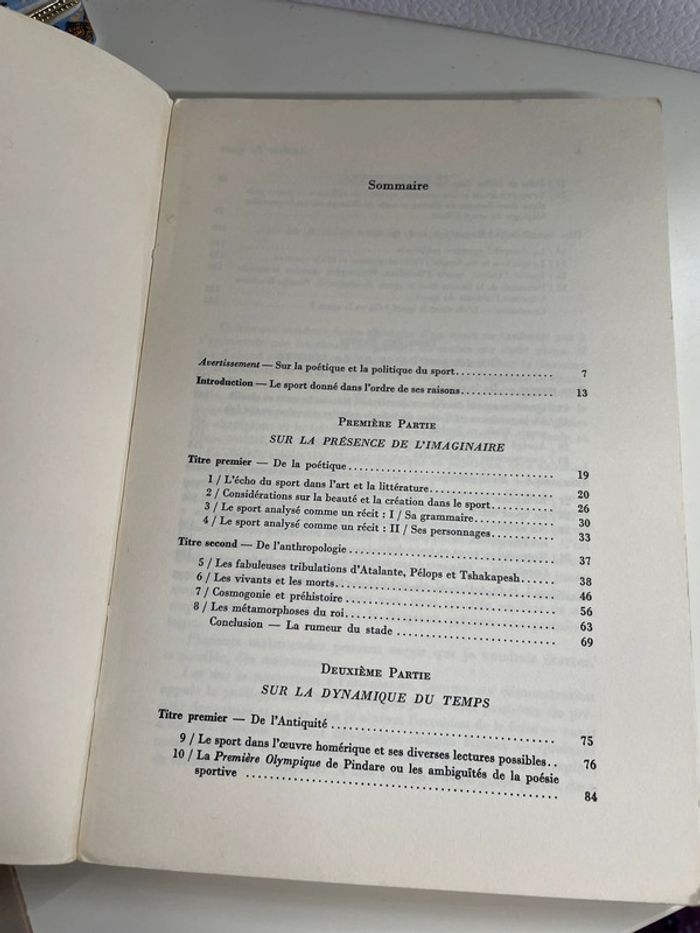 Sommaire
Avertissement — Sur la poétique et la politique du sport.................... 7
Introduction — Le sport donné dans l'ordre de ses raisons.................... 13
PREMIÈRE PARTIE
SUR LA PRÉSENCE DE L'IMAGINAIRE
Titre premier — De la poétique........................................ 19
1 / L'écho du sport dans l'art et la littérature........................ 20
2 / Considérations sur la beauté et la création dans le sport............ 26
3 / Le sport analysé comme un récit : I / Sa grammaire................ 30
4 / Le sport analysé comme un récit : II / Ses personnages............ 33
Titre second — De l'anthropologie........................................ 37
5 / Les fabuleuses tribulations d'Atalante, Pélops et Tshakapesh...... 38
6 / Les vivants et les morts........................................ 46
7 / Cosmogonie et préhistoire ........................................ 56
8 / Les métamorphoses du roi........................................ 63
Conclusion — La rumeur du stade .............................. 69
DEUXIÈME PARTIE
SUR LA DYNAMIQUE DU TEMPS
Titre premier — De l'Antiquité ........................................ 75
9 / Le sport dans l'œuvre homérique et ses diverses lectures possibles.. 76
10 / La Première Olympique de Pindare ou les ambiguïtés de la poésie
sportive .................................................. 84